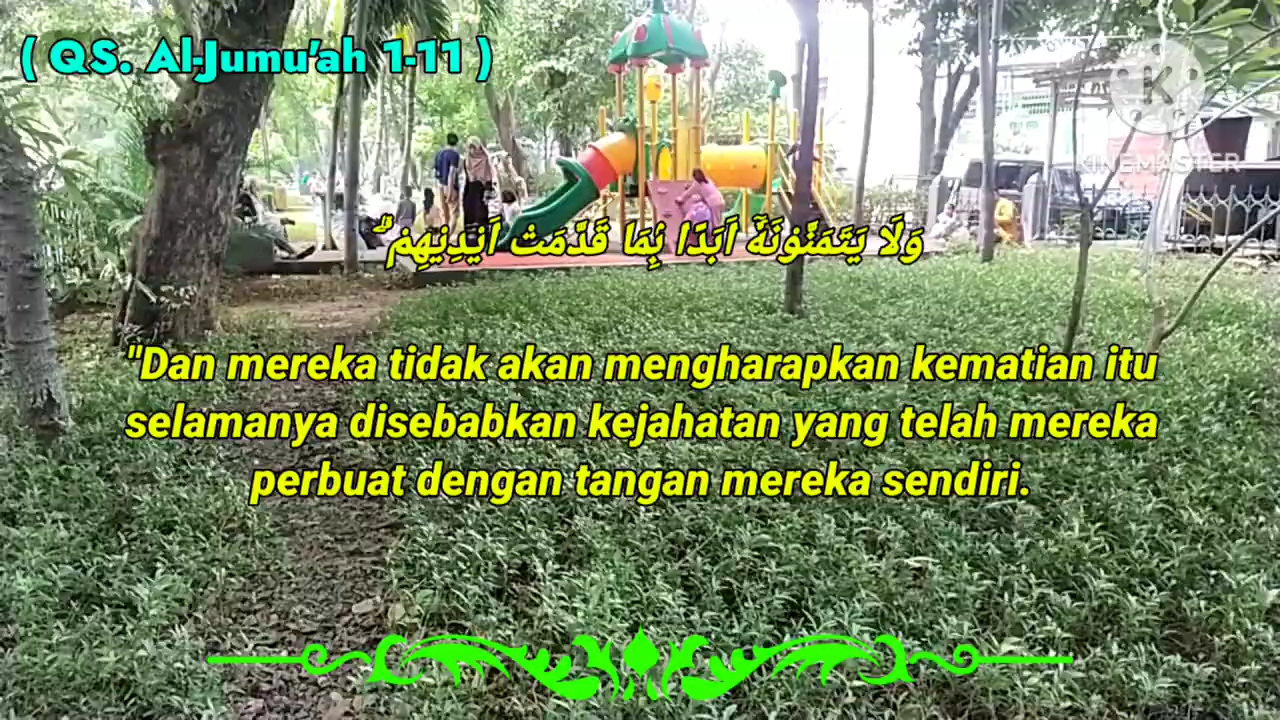 ( QS. Al-Jumu'ah 1-11 )
K
KINEMASTER
وَلَا يَتَمَنَّوْنَهٗٓ اَبَدًاۢ بِمَا قَدَّمَتْ اَيْدِيْهِمْۗ
"Dan mereka tidak akan mengharapkan kematian itu
selamanya disebabkan kejahatan yang telah mereka
perbuat dengan tangan mereka sendiri.